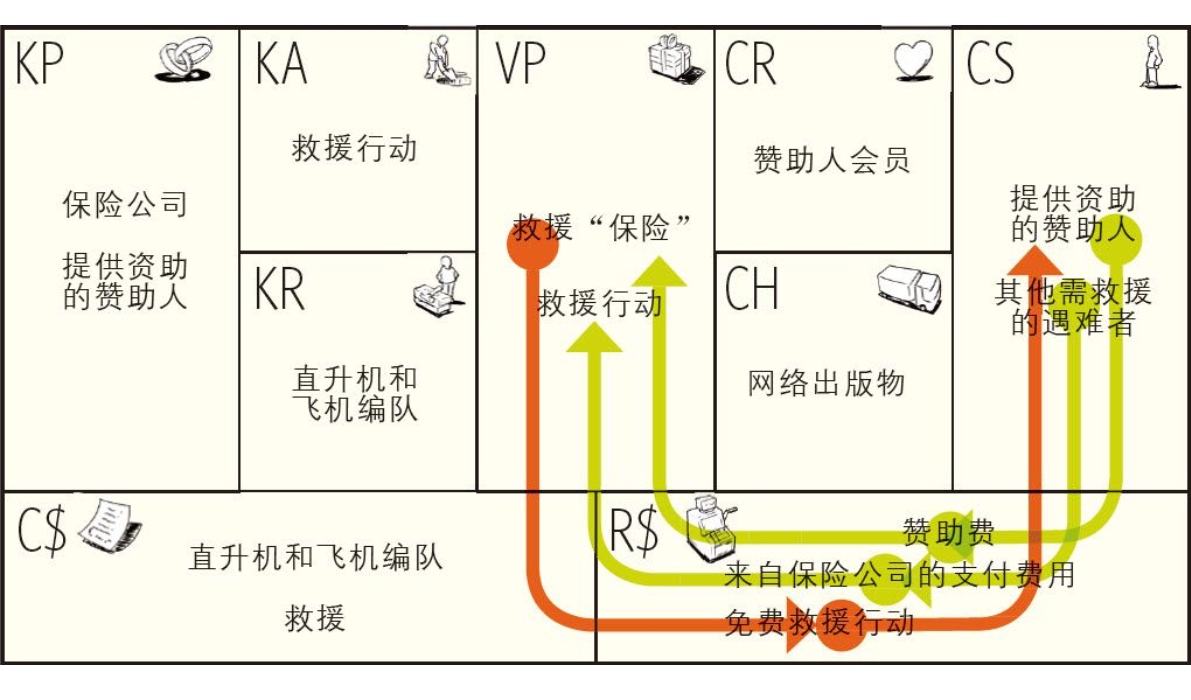 KP
保险公司
提供资助
的赞助人
KA
救援行动
KR
直升机和
飞机编队
VP
救援“保险”
救援行动
CR
赞助人会员
CH
网络出版物
CS
提供资助
的赞助人
其他需救援
的遇难者
C$
直升机和飞机编队
救援
R$
赞助费
来自保险公司的支付费用
免费救援行动